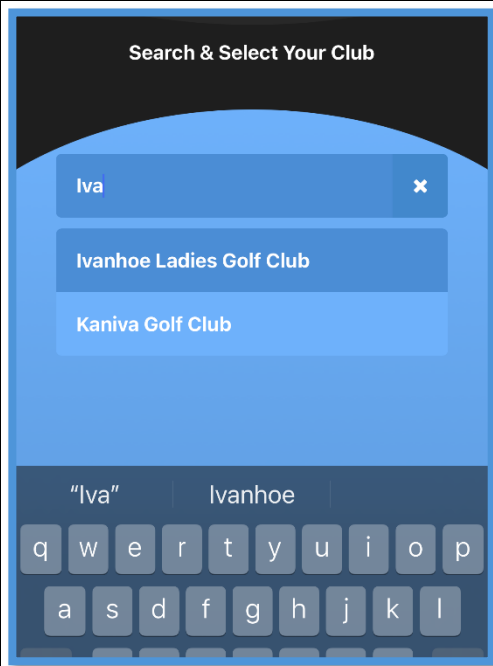 Search & Select Your Club
Iva
Ivanhoe Ladies Golf Club
Kaniva Golf Club
“Iva” Ivanhoe
q w e r t y u i o p
a s d f g h j k l